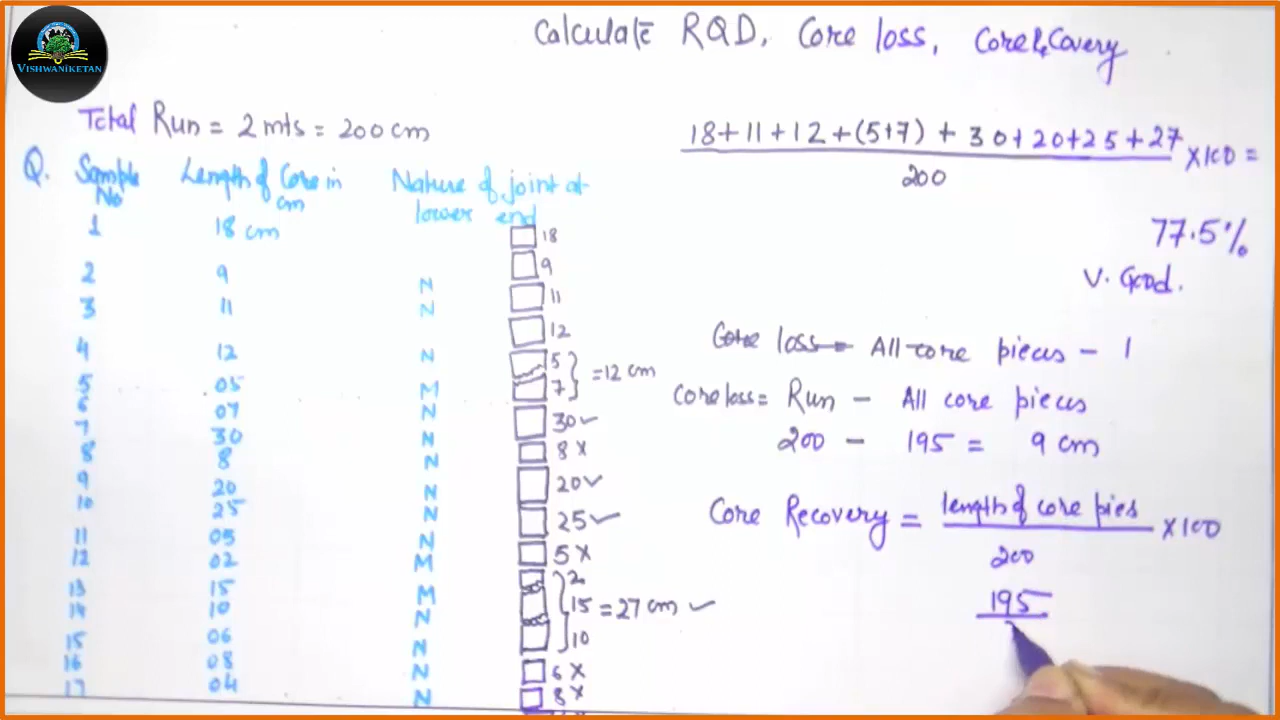 VISHWANIKETAN
Calculate RQD, Core loss, Core Recovery
Total Run = 2 mts = 200 cm
Q. Sample No Length of Core in cm Nature of joint at lower end
1 18 cm
2 9 N
3 11 N
4 12 N
5 05 M
6 07 N
7 30 N
8 8 N
9 20 N
10 25 N
11 05 N
12 02 M
13 15 M
14 10 N
15 06 N
16 08 N
17 04 N
18
9
11
12
5
7 } = 12 cm
30 ✓
8 x
20 ✓
25 ✓
5 x
2
15 = 27 cm ✓
10
6 x
8 x
18 + 11 + 12 + (5+7) + 30 + 20 + 25 + 27
200
x 100 =
77.5%
V. Good.
Core loss = All core pieces - 1
Core loss = Run - All core pieces
200 - 195 = 9 cm
Core Recovery = length of core pies
200
x 100
195